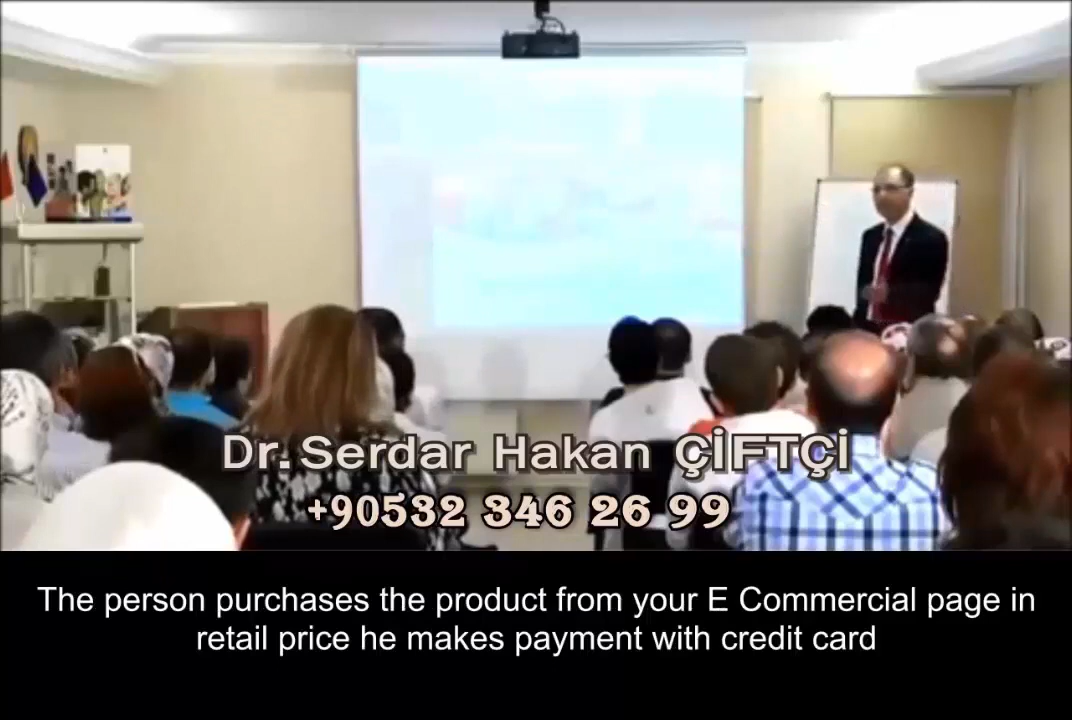 Dr. Serdar Hakan ÇİFTÇİ
+90532 346 26 99
The person purchases the product from your E Commercial page in
retail price he makes payment with credit card